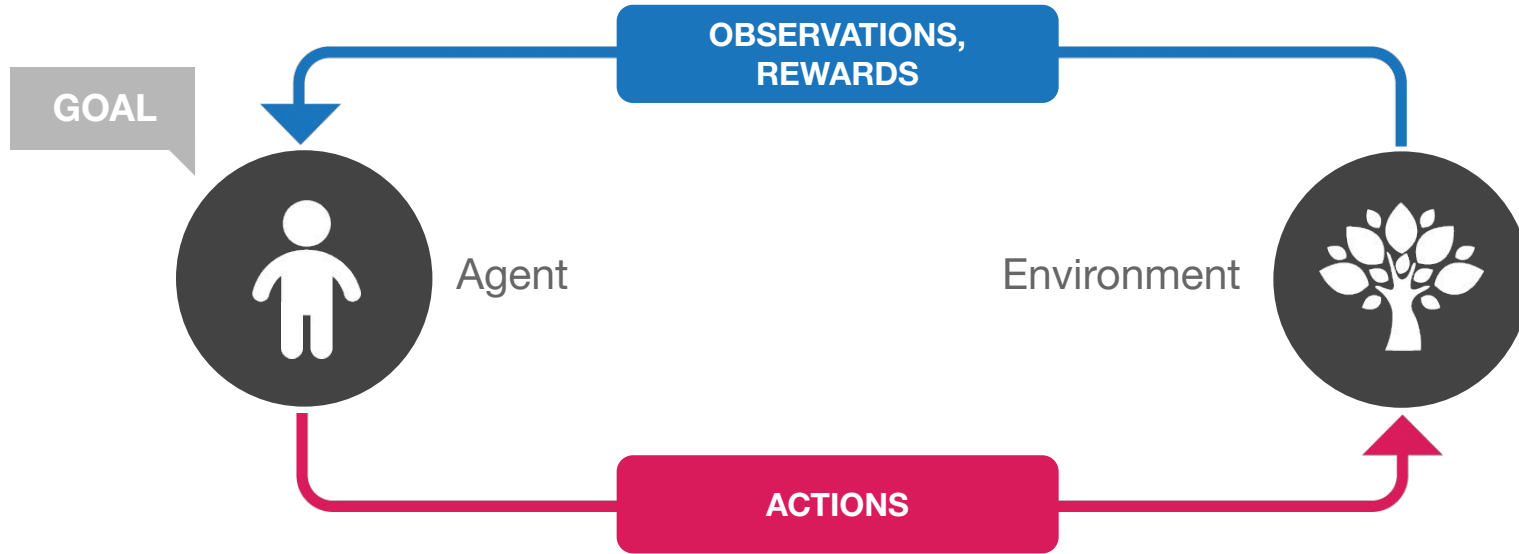 OBSERVATIONS,
REWARDS
GOAL
Agent
Environment
ACTIONS